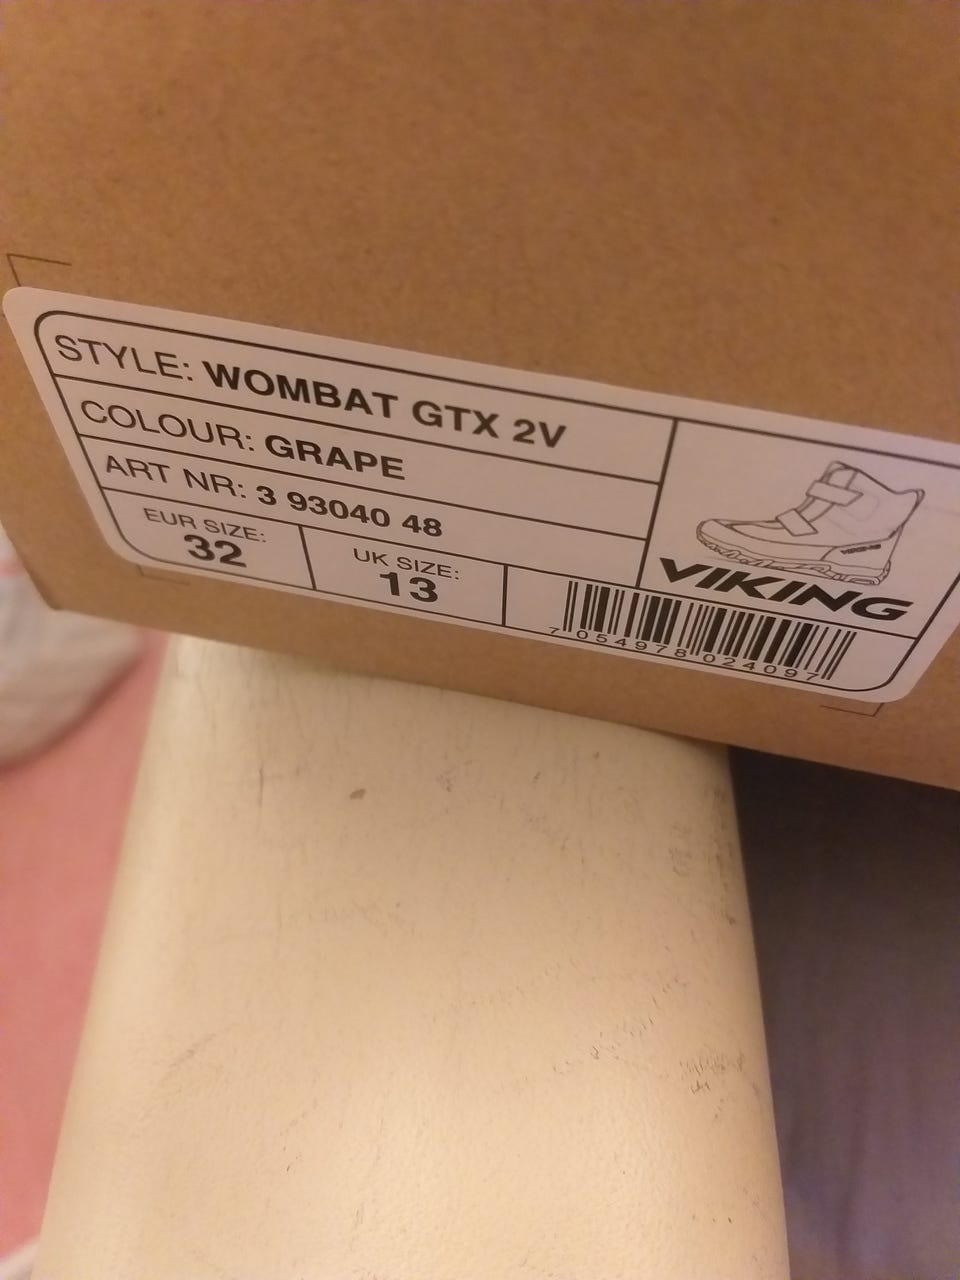 STYLE: WOMBAT GTX 2V
COLOUR: GRAPE
ART NR: 3 93040 48
EUR SIZE:
32
UK SIZE:
13
VIKING
VIKING
7 054978 024097